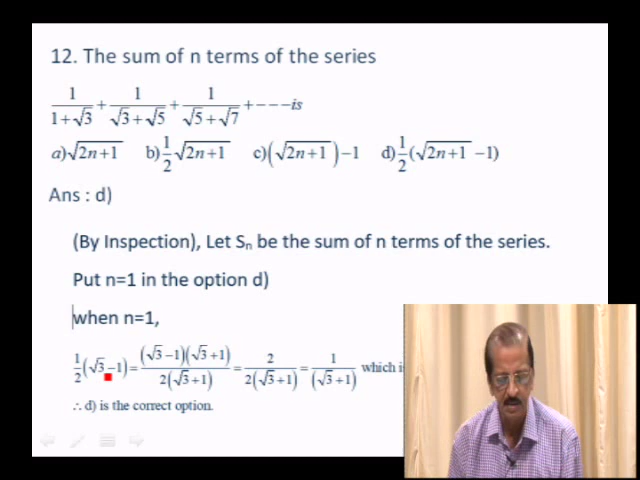 12. The sum of n terms of the series
1/(1+√3) + 1/(√3+√5) + 1/(√5+√7) +----is
a)√(2n+1) b)1/2 √(2n+1) c)(√(2n+1))-1 d)1/2(√(2n+1) -1)
Ans : d)
(By Inspection), Let Sₙ be the sum of n terms of the series.
Put n=1 in the option d)
when n=1,
1/2(√3-1) = (√3-1)(√3+1)/2(√3+1) = 2/2(√3+1) = 1/(√3+1) which i
∴ d) is the correct option.